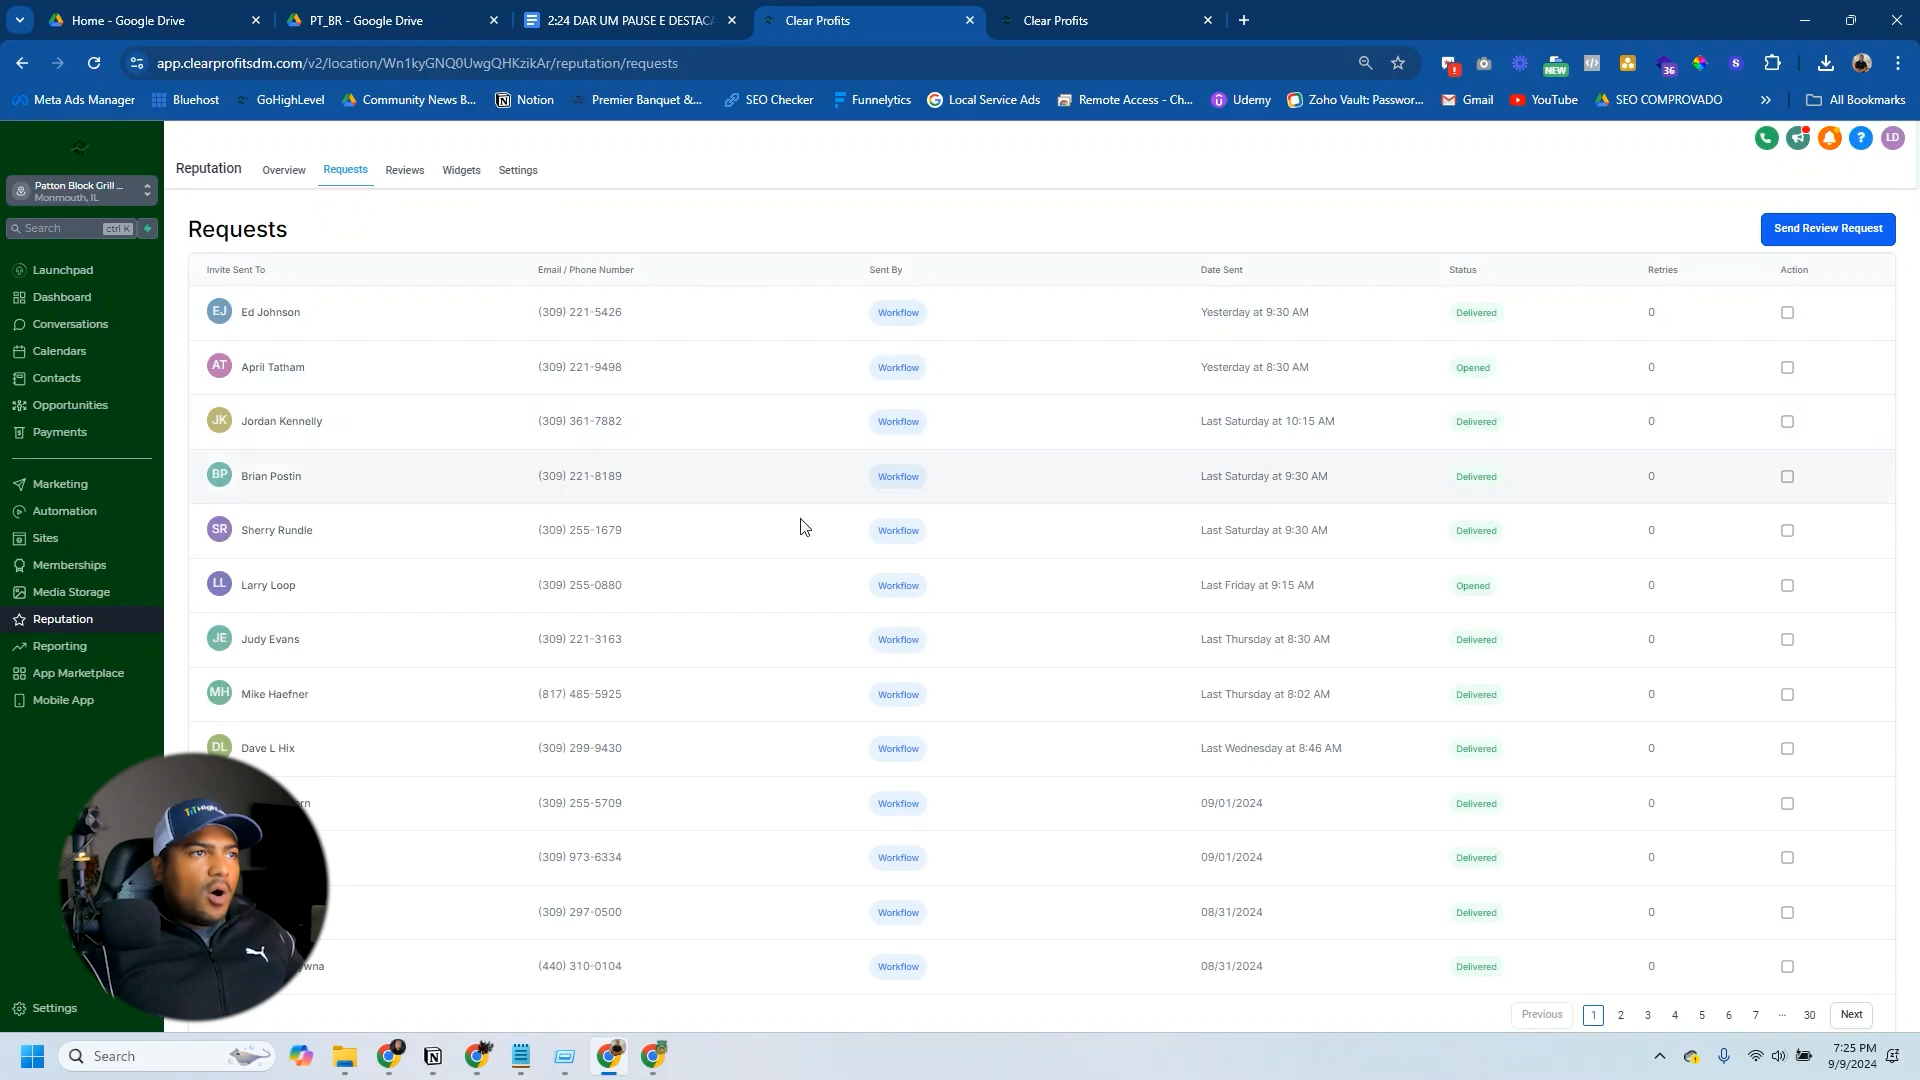 Home - Google Drive
PT_BR - Google Drive
2:24 DAR UM PAUSE E DESTACA
Clear Profits
Clear Profits
app.clearprofitsdm.com/v2/location/Wn1kyGNQ0UwgQHKzikAr/reputation/requests
NEW
36
S
Meta Ads Manager
Bluehost
GoHighLevel
Community News B...
Notion
Premier Banquet &...
SEO Checker
Funnelytics
Local Service Ads
Remote Access - Ch...
Udemy
Zoho Vault: Passwor...
Gmail
YouTube
SEO COMPROVADO
All Bookmarks
LD
Patton Block Grill ...
Monmouth, IL
Search
ctrl K
Launchpad
Dashboard
Conversations
Calendars
Contacts
Opportunities
Payments
Marketing
Automation
Sites
Memberships
Media Storage
Reputation
Reporting
App Marketplace
Mobile App
Settings
Reputation Overview Requests Reviews Widgets Settings
Requests
Send Review Request
Invite Sent To Email / Phone Number Sent By Date Sent Status Retries Action
EJ Ed Johnson (309) 221-5426 Workflow Yesterday at 9:30 AM Delivered 0
AT April Tatham (309) 221-9498 Workflow Yesterday at 8:30 AM Opened 0
JK Jordan Kennelly (309) 361-7882 Workflow Last Saturday at 10:15 AM Delivered 0
BP Brian Postin (309) 221-8189 Workflow Last Saturday at 9:30 AM Delivered 0
SR Sherry Rundle (309) 255-1679 Workflow Last Saturday at 9:30 AM Delivered 0
LL Larry Loop (309) 255-0880 Workflow Last Friday at 9:15 AM Opened 0
JE Judy Evans (309) 221-3163 Workflow Last Thursday at 8:30 AM Delivered 0
MH Mike Haefner (817) 485-5925 Workflow Last Thursday at 8:02 AM Delivered 0
DL Dave L Hix (309) 299-9430 Workflow Last Wednesday at 8:46 AM Delivered 0
rn (309) 255-5709 Workflow 09/01/2024 Delivered 0
(309) 973-6334 Workflow 09/01/2024 Delivered 0
(309) 297-0500 Workflow 08/31/2024 Delivered 0
wna (440) 310-0104 Workflow 08/31/2024 Delivered 0
Previous 1 2 3 4 5 6 7 ... 30 Next
Search
7:25 PM
9/9/2024